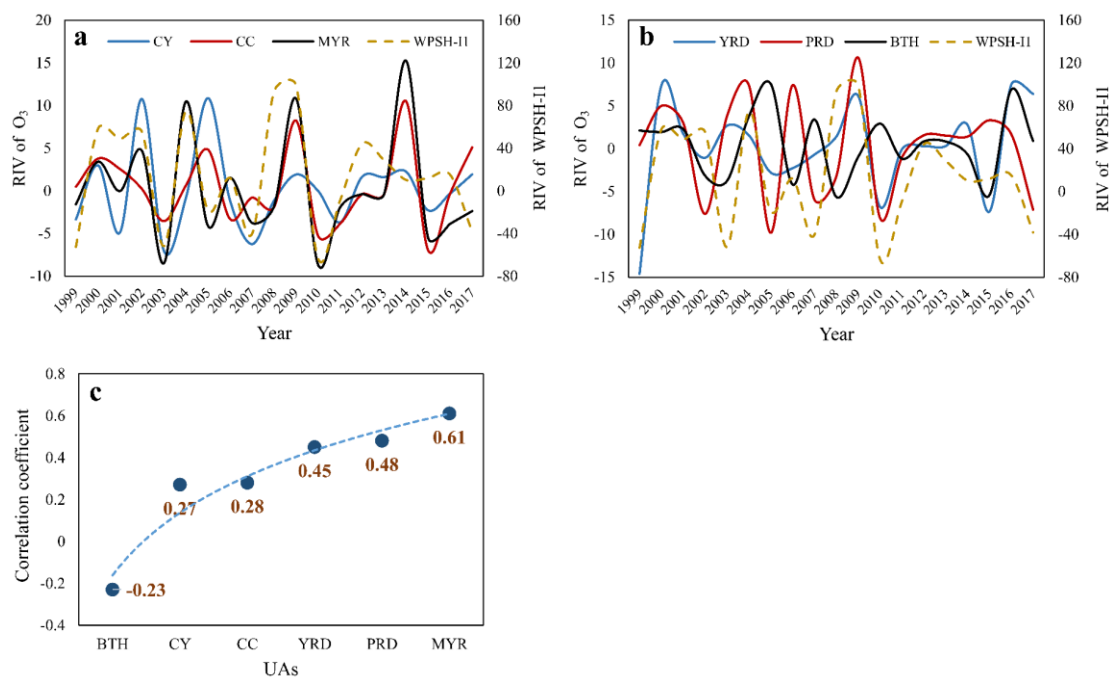 a
CY CC MYR WPSH-I1
RIV of O3
20
15
10
5
0
-5
-10
160
120
80
40
0
-40
-80
RIV of WPSH-I1
1999 2000 2001 2002 2003 2004 2005 2006 2007 2008 2009 2010 2011 2012 2013 2014 2015 2016 2017
Year
b
YRD PRD BTH WPSH-I1
RIV of O3
20
15
10
5
0
-5
-10
-15
160
120
80
40
0
-40
-80
RIV of WPSH-I1
1999 2000 2001 2002 2003 2004 2005 2006 2007 2008 2009 2010 2011 2012 2013 2014 2015 2016 2017
Year
c
Correlation coefficient
0.8
0.6
0.4
0.2
0
-0.2
-0.4
-0.23
0.27
0.28
0.45
0.48
0.61
BTH CY CC YRD PRD MYR
UAs